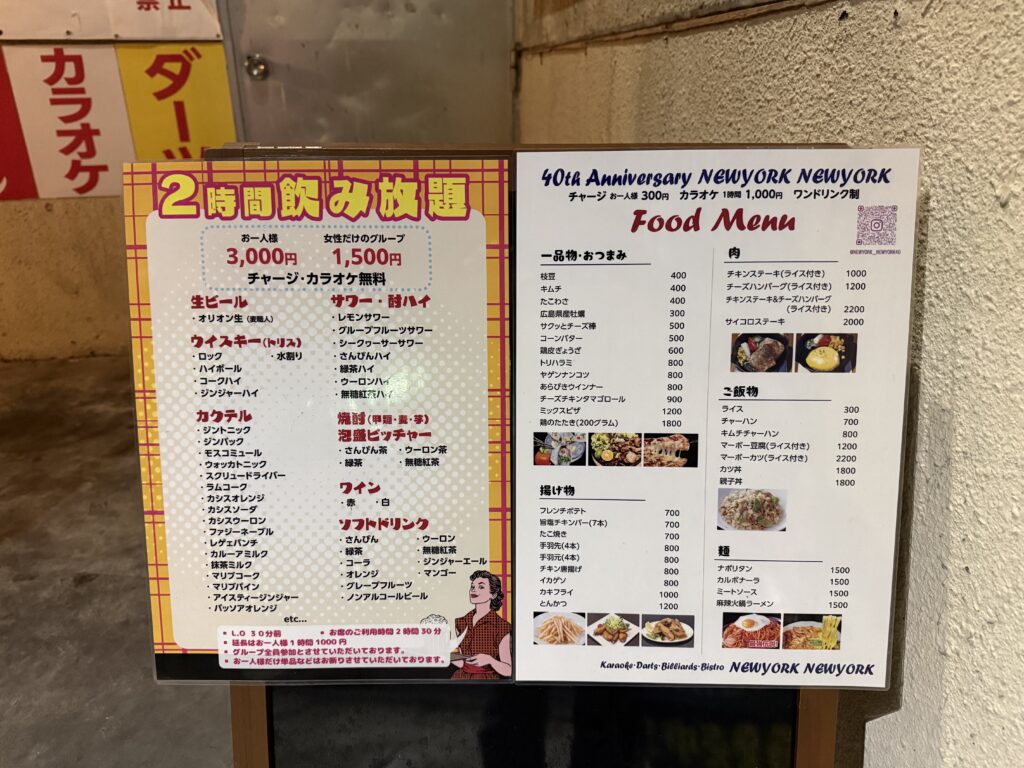 禁止
カラオケ
ダーツ
2時間飲み放題
お一人様
3,000円
女性だけのグループ
1,500円
チャージ・カラオケ無料
生ビール
・オリオン生(麦職人)
ウイスキー(トリス)
・ロック ・水割り
・ハイボール
・コークハイ
・ジンジャーハイ
カクテル
・ジントニック
・ジンバック
・モスコミュール
・ウォッカトニック
・スクリュードライバー
・ラムコーク
・カシスオレンジ
・カシスソーダ
・カシスウーロン
・ファジーネーブル
・レゲェパンチ
・カルーアミルク
・抹茶ミルク
・マリブコーク
・マリブパイン
・アイスティージンジャー
・パッソアオレンジ
サワー・酎ハイ
・レモンサワー
・グループフルーツサワー
・シークゥーサーサワー
・さんぴんハイ
・緑茶ハイ
・ウーロンハイ
・無糖紅茶ハイ
焼酎(甲類・麦・芋)
泡盛ピッチャー
・さんぴん茶 ・ウーロン茶
・緑茶 ・無糖紅茶
ワイン
・赤 ・白
ソフトドリンク
・さんぴん ・ウーロン
・緑茶 ・無糖紅茶
・コーラ ・ジンジャーエール
・オレンジ ・マンゴー
・グレープフルーツ
・ノンアルコールビール
etc...
● L.O 30分前 ● お席のご利用時間2時間30分
● 延長はお一人様1時間1000円
● グループ全員参加とさせていただいております。
● お一人様だけ単品などはお断りさせていただいております。
40th Anniversary NEWYORK NEWYORK
チャージ お一人様 300円 カラオケ 1時間 1,000円 ワンドリンク制
Food Menu
@NEWYORK_NEWYORK40
一品物・おつまみ
枝豆 400
キムチ 400
たこわさ 400
広島県産牡蠣 300
サクッとチーズ棒 500
コーンバター 500
鶏皮ぎょうざ 600
トリハラミ 800
ヤゲンナンコツ 800
あらびきウインナー 800
チーズチキンタマゴロール 900
ミックスピザ 1200
鶏のたたき(200グラム) 1800
揚げ物
フレンチポテト 700
旨塩チキンバー(7本) 700
たこ焼き 700
手羽先(4本) 800
手羽元(4本) 800
チキン唐揚げ 800
イカゲソ 800
カキフライ 1000
とんかつ 1200
肉
チキンステーキ(ライス付き) 1000
チーズハンバーグ(ライス付き) 1200
チキンステーキ&チーズハンバーグ
(ライス付き) 2200
サイコロステーキ 2000
ご飯物
ライス 300
チャーハン 700
キムチチャーハン 800
マーボー豆腐(ライス付き) 1200
マーボーカツ(ライス付き) 2200
カツ丼 1800
親子丼 1800
麺
ナポリタン 1500
カルボナーラ 1500
ミートソース 1500
麻辣火鍋ラーメン 1500
Karaoke・Darts・Billiards・Bistro NEWYORK NEWYORK